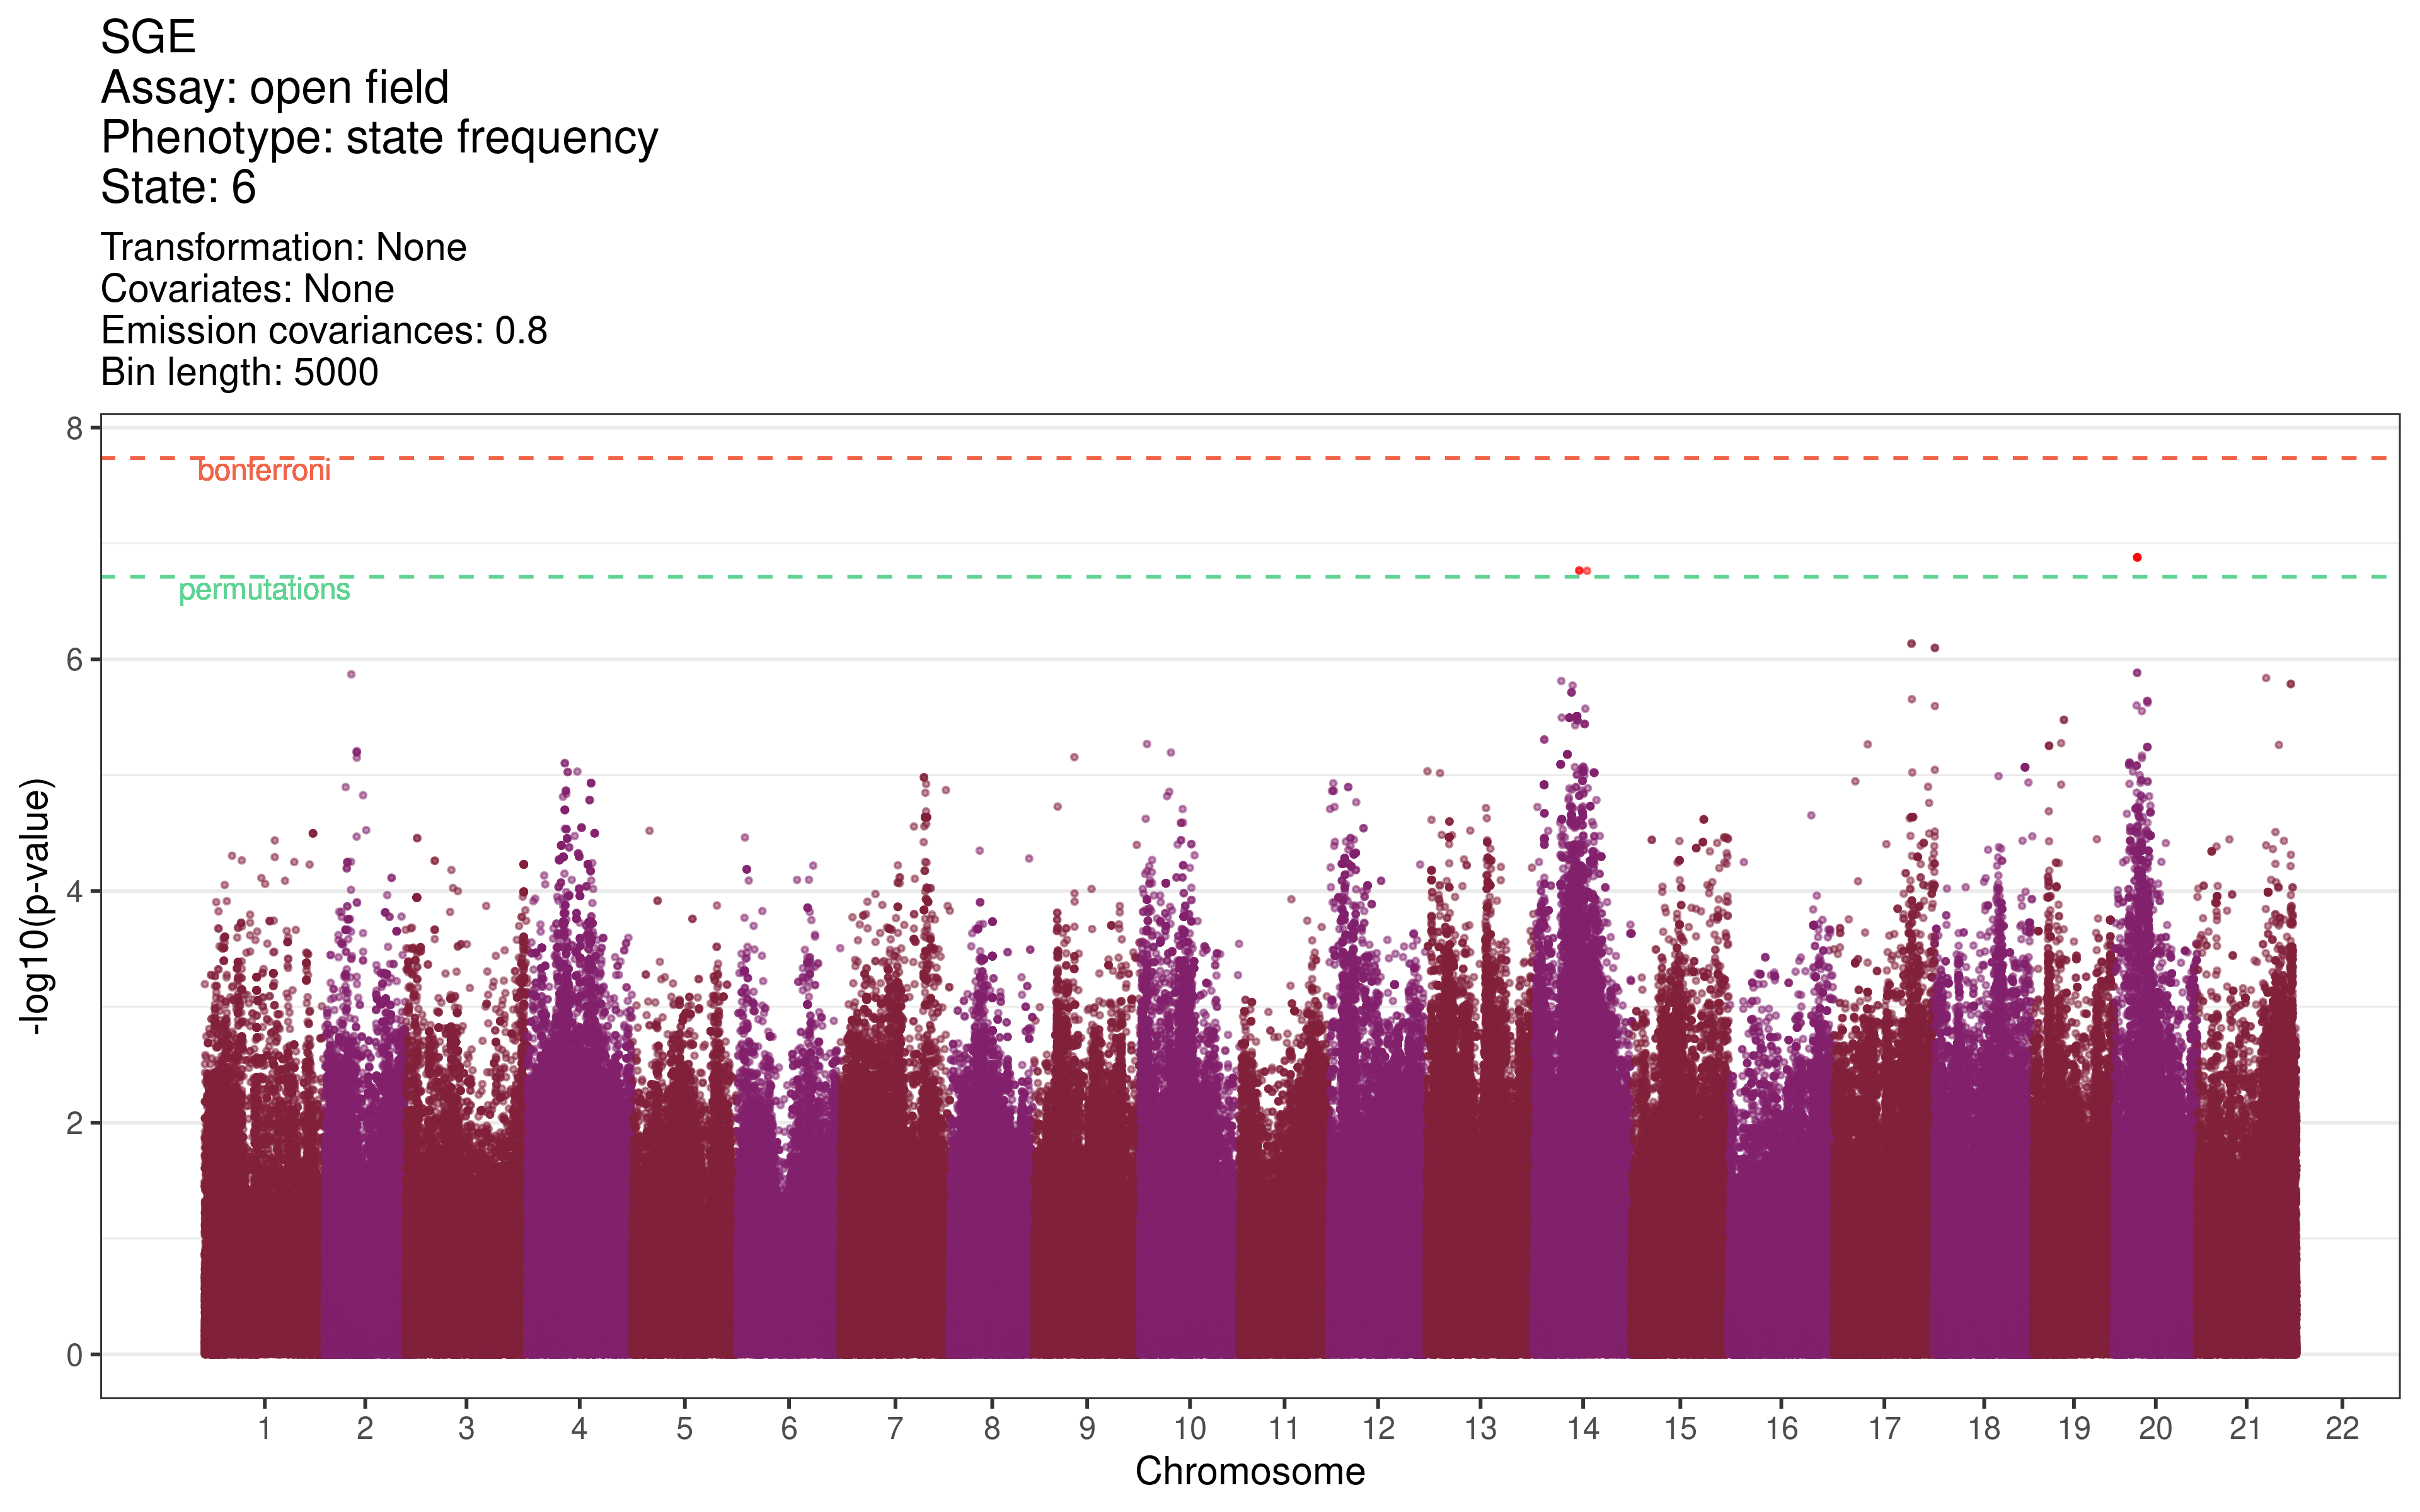 SGE
Assay: open field
Phenotype: state frequency
State: 6
Transformation: None
Covariates: None
Emission covariances: 0.8
Bin length: 5000
8
bonferroni
permutations
6
4
2
0
-log10(p-value)
1 2 3 4 5 6 7 8 9 10 11 12 13 14 15 16 17 18 19 20 21 22
Chromosome